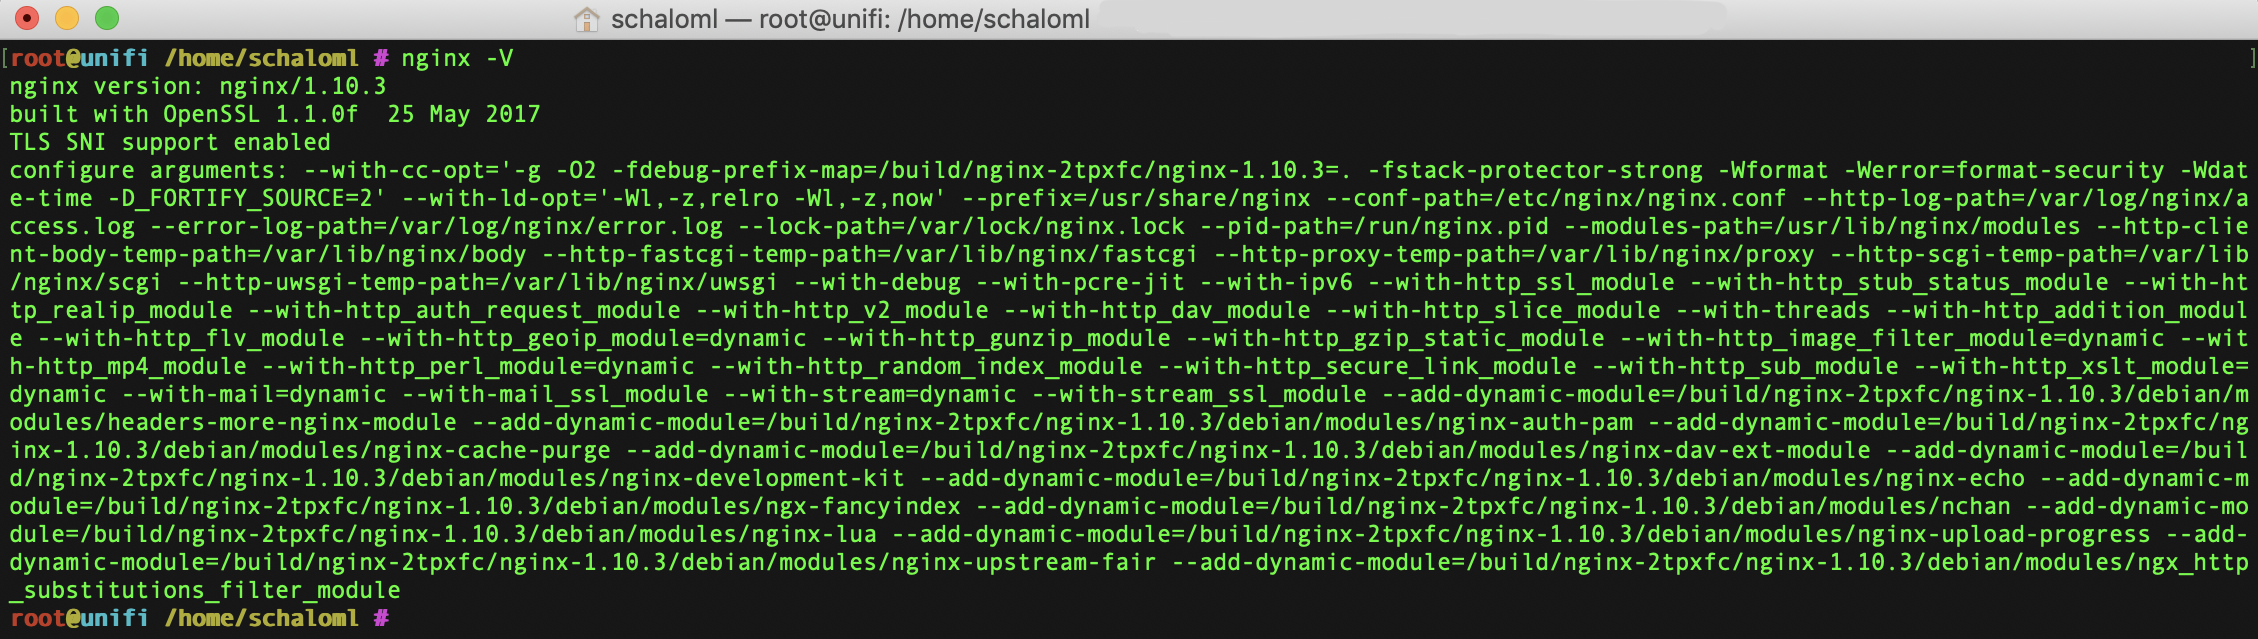 schaloml — root@unifi: /home/schaloml
[root@unifi /home/schaloml # nginx -V ]
nginx version: nginx/1.10.3
built with OpenSSL 1.1.0f  25 May 2017
TLS SNI support enabled
configure arguments: --with-cc-opt='-g -O2 -fdebug-prefix-map=/build/nginx-2tpxfc/nginx-1.10.3=. -fstack-protector-strong -Wformat -Werror=format-security -Wdat
e-time -D_FORTIFY_SOURCE=2' --with-ld-opt='-Wl,-z,relro -Wl,-z,now' --prefix=/usr/share/nginx --conf-path=/etc/nginx/nginx.conf --http-log-path=/var/log/nginx/a
ccess.log --error-log-path=/var/log/nginx/error.log --lock-path=/var/lock/nginx.lock --pid-path=/run/nginx.pid --modules-path=/usr/lib/nginx/modules --http-clie
nt-body-temp-path=/var/lib/nginx/body --http-fastcgi-temp-path=/var/lib/nginx/fastcgi --http-proxy-temp-path=/var/lib/nginx/proxy --http-scgi-temp-path=/var/lib
/nginx/scgi --http-uwsgi-temp-path=/var/lib/nginx/uwsgi --with-debug --with-pcre-jit --with-ipv6 --with-http_ssl_module --with-http_stub_status_module --with-ht
tp_realip_module --with-http_auth_request_module --with-http_v2_module --with-http_dav_module --with-http_slice_module --with-threads --with-http_addition_modul
e --with-http_flv_module --with-http_geoip_module=dynamic --with-http_gunzip_module --with-http_gzip_static_module --with-http_image_filter_module=dynamic --wit
h-http_mp4_module --with-http_perl_module=dynamic --with-http_random_index_module --with-http_secure_link_module --with-http_sub_module --with-http_xslt_module=
dynamic --with-mail=dynamic --with-mail_ssl_module --with-stream=dynamic --with-stream_ssl_module --add-dynamic-module=/build/nginx-2tpxfc/nginx-1.10.3/debian/m
odules/headers-more-nginx-module --add-dynamic-module=/build/nginx-2tpxfc/nginx-1.10.3/debian/modules/nginx-auth-pam --add-dynamic-module=/build/nginx-2tpxfc/ng
inx-1.10.3/debian/modules/nginx-cache-purge --add-dynamic-module=/build/nginx-2tpxfc/nginx-1.10.3/debian/modules/nginx-dav-ext-module --add-dynamic-module=/buil
d/nginx-2tpxfc/nginx-1.10.3/debian/modules/nginx-development-kit --add-dynamic-module=/build/nginx-2tpxfc/nginx-1.10.3/debian/modules/nginx-echo --add-dynamic-m
odule=/build/nginx-2tpxfc/nginx-1.10.3/debian/modules/ngx-fancyindex --add-dynamic-module=/build/nginx-2tpxfc/nginx-1.10.3/debian/modules/nchan --add-dynamic-mo
dule=/build/nginx-2tpxfc/nginx-1.10.3/debian/modules/nginx-lua --add-dynamic-module=/build/nginx-2tpxfc/nginx-1.10.3/debian/modules/nginx-upload-progress --add-
dynamic-module=/build/nginx-2tpxfc/nginx-1.10.3/debian/modules/nginx-upstream-fair --add-dynamic-module=/build/nginx-2tpxfc/nginx-1.10.3/debian/modules/ngx_http
_substitutions_filter_module
root@unifi /home/schaloml #